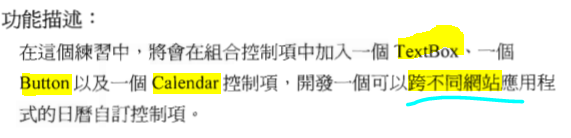 功能描述：
在這個練習中，將會在組合控制項中加入一個 TextBox、一個
Button 以及一個 Calendar 控制項，開發一個可以跨不同網站應用程
式的日曆自訂控制項。